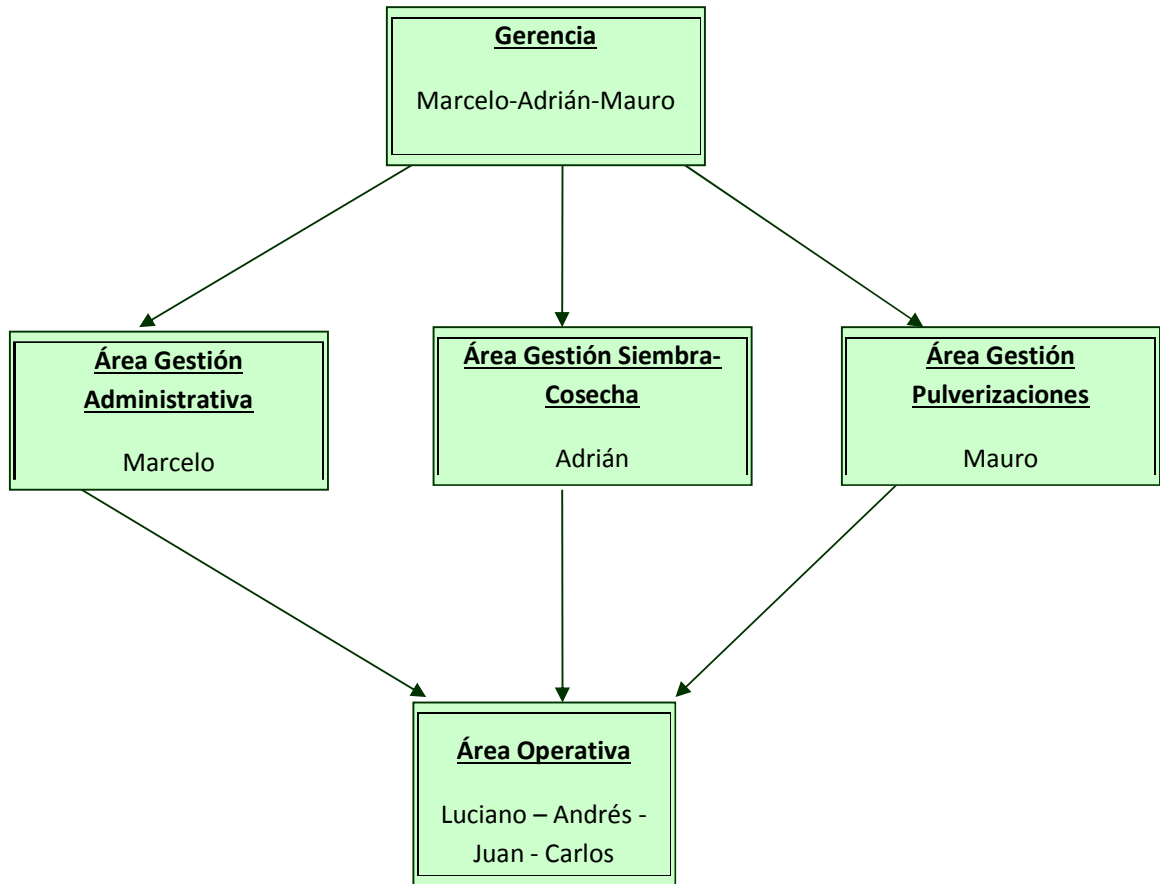 Gerencia
Marcelo-Adrián-Mauro
Área Gestión
Administrativa
Marcelo
Área Gestión Siembra-
Cosecha
Adrián
Área Gestión
Pulverizaciones
Mauro
Área Operativa
Luciano – Andrés -
Juan - Carlos